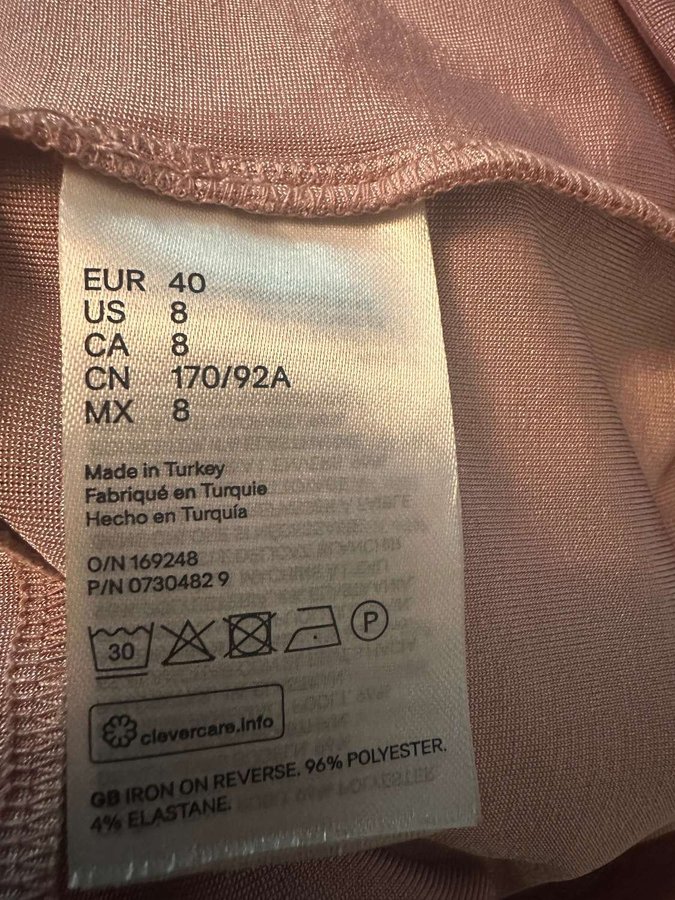 EUR 40
US 8
CA 8
CN 170/92A
MX 8
Made in Turkey
Fabriqué en Turquie
Hecho en Turquía
O/N 169248
P/N 0730482 9
30
P
clevercare.info
GB IRON ON REVERSE. 96% POLYESTER.
4% ELASTANE.